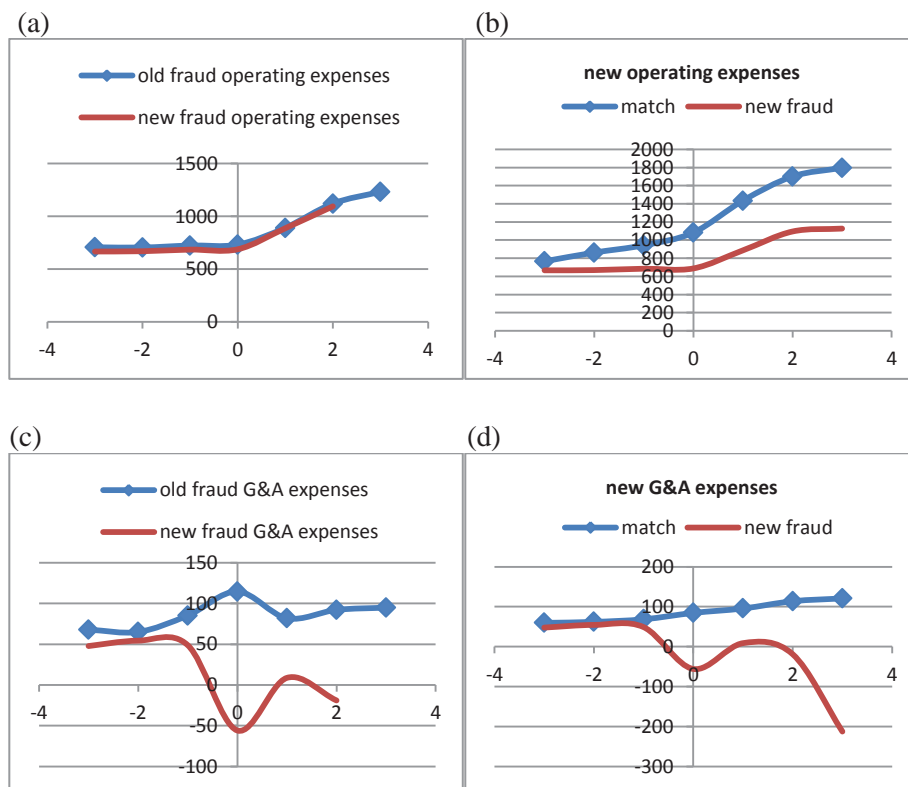 (a)
old fraud operating expenses
new fraud operating expenses
1500
1000
500
0
-4 -2 0 2 4
(b)
new operating expenses
match new fraud
2000
1800
1600
1400
1200
1000
800
600
400
200
0
-4 -2 0 2 4
(c)
old fraud G&A expenses
new fraud G&A expenses
150
100
50
0
-4 -2 0 2 4
-50
-100
(d)
new G&A expenses
match new fraud
200
100
0
-4 -2 0 2 4
-100
-200
-300